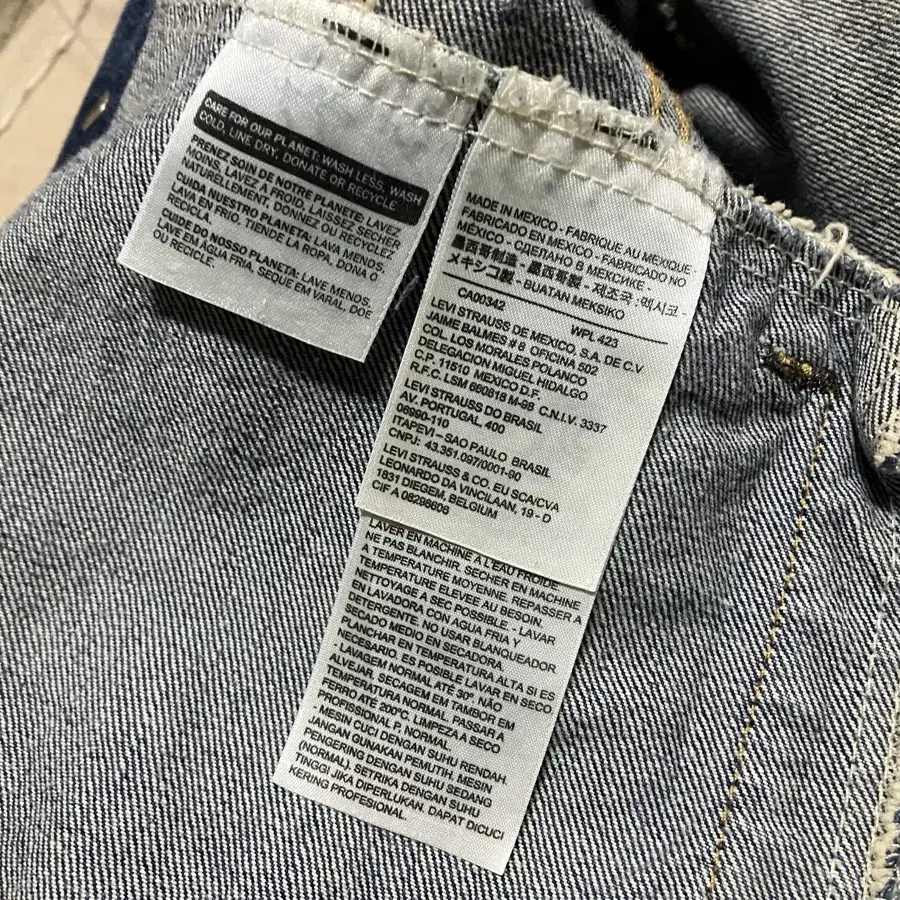 CARE FOR OUR PLANET: WASH LESS, WASH
COLD, LINE DRY, DONATE OR RECYCLE
PRENEZ SOIN DE NOTRE PLANETE: LAVEZ
MOINS, LAVEZ A FROID, LAISSEZ SECHER
NATURELLEMENT, DONNEZ OU RECYCLEZ
CUIDA NUESTRO PLANETA: LAVA MENOS,
LAVA EN FRIO, TIENDE LA ROPA, DONA O
RECICLA.
CUIDE DO NOSSO PLANETA: LAVE MENOS,
LAVE EM ÁGUA FRIA, SEQUE EM VARAL, DOE
OU RECICLE.
MADE IN MEXICO - FABRIQUE AU MEXIQUE
FABRICADO EN MEXICO - FABRICADO NO
MÉXICO - СДЕЛАНО В МЕКСИКЕ -
墨西哥制造 - 墨西哥製 - 제조국 : 멕시코 -
メキシコ製 - BUATAN MEKSIKO
CA00342 WPL 423
LEVI STRAUSS DE MEXICO, S.A. DE C.V
JAIME BALMES # 8 OFICINA 502
COL. LOS MORALES POLANCO
DELEGACION MIGUEL HIDALGO
C.P. 11510 MEXICO D.F.
R.F.C. LSM 660818 M-98 C.N.I.V. 3337
LEVI STRAUSS DO BRASIL
AV. PORTUGAL, 400
06690-110
ITAPEVI – SAO PAULO BRASIL
CNPJ: 43.351.097/0001-90
LEVI STRAUSS & CO. EU SCA/CVA
LEONARDO DA VINCILAAN, 19 - D
1831 DIEGEM, BELGIUM
CIF A 08298608
LAVER EN MACHINE A L'EAU FROIDE
NE PAS BLANCHIR. SECHER EN MACHINE
A TEMPERATURE MOYENNE. REPASSER A
TEMPERATURE ELEVEE AU BESOIN.
NETTOYAGE A SEC POSSIBLE. - LAVAR
EN LAVADORA CON AGUA FRIA Y
DETERGENTE. NO USAR BLANQUEADOR.
SECADO MEDIO EN SECADORA.
PLANCHAR EN TEMPERATURA ALTA SI ES
NECESARIO. ES POSIBLE LAVAR EN SECO
- LAVAGEM NORMAL ATÉ 30°. NÃO
ALVEJAR. SECAGEM EM TAMBOR EM
TEMPERATURA NORMAL. PASSAR A
FERRO ATÉ 200ºC. LIMPEZA A SECO
PROFISSIONAL P, NORMAL.
- MESIN CUCI DENGAN SUHU RENDAH.
JANGAN GUNAKAN PEMUTIH. MESIN
PENGERING DENGAN SUHU SEDANG
(NORMAL). SETRIKA DENGAN SUHU
TINGGI JIKA DIPERLUKAN. DAPAT DICUCI
KERING PROFESIONAL.